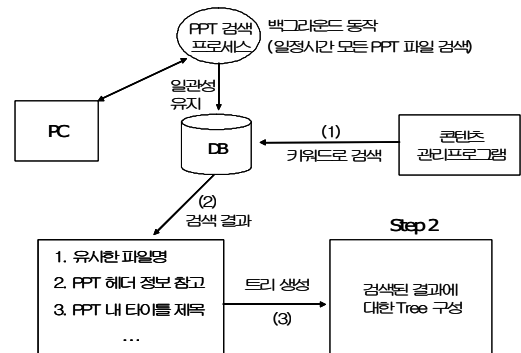 PPT 검색
프로세스
백그라운드 동작
(일정시간 모든 PPT 파일 검색)
일관성
유지
PC
DB
(1)
키워드로 검색
콘텐츠
관리프로그램
(2)
검색 결과
Step 2
1. 유사한 파일명
2. PPT 헤더 정보 참고
3. PPT 내 타이틀 제목
...
트리 생성
(3)
검색된 결과에
대한 Tree 구성